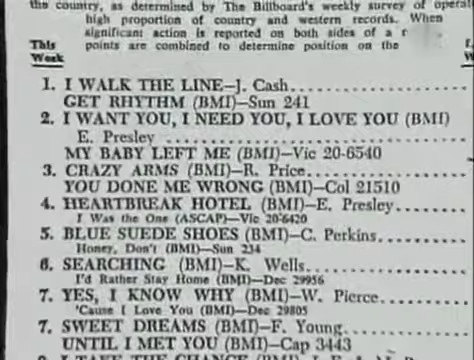 the country, as determined by The Billboard's weekly survey of
high proportion of country and western records. When
significant action is reported on both sides of a
This points are combined to determine position on the
Week
1. I WALK THE LINE—J. Cash
GET RHYTHM (BMI)—Sun 241
2. I WANT YOU, I NEED YOU, I LOVE YOU (BMI)
E. Presley
MY BABY LEFT ME (BMI)—Vic 20-6540
3. CRAZY ARMS (BMI)—R. Price
YOU DONE ME WRONG (BMI)—Col 21510
4. HEARTBREAK HOTEL (BMI)—E. Presley
I Was the One (ASCAP)—Vic 20-6420
5. BLUE SUEDE SHOES (BMI)—C. Perkins
Honey, Don't (BMI)—Sun 234
6. SEARCHING (BMI)—K. Wells
I'd Rather Stay Home (BMI)—Dec 29956
7. YES, I KNOW WHY (BMI)—W. Pierce
'Cause I Love You (BMI)—Dec 29805
7. SWEET DREAMS (BMI)—F. Young
UNTIL I MET YOU (BMI)—Cap 3443
I TAKE THE CHANCE